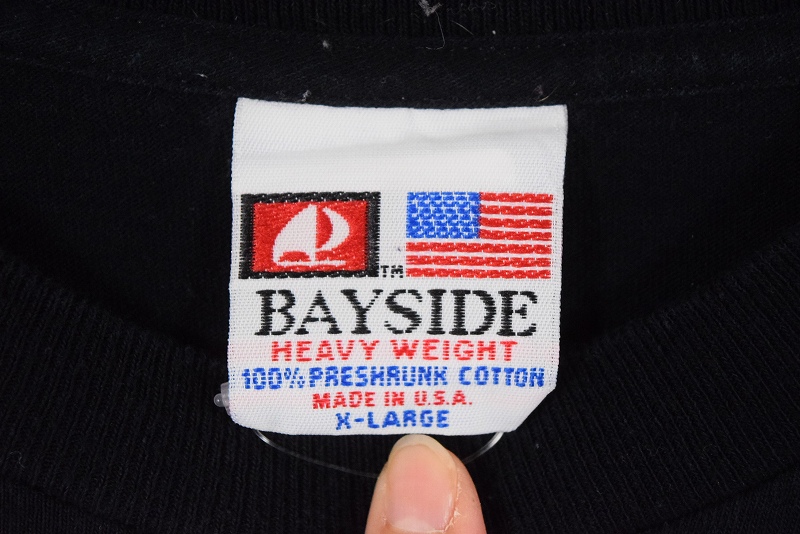 TM
BAYSIDE
HEAVY WEIGHT
100% PRESHRUNK COTTON
MADE IN U.S.A.
X-LARGE